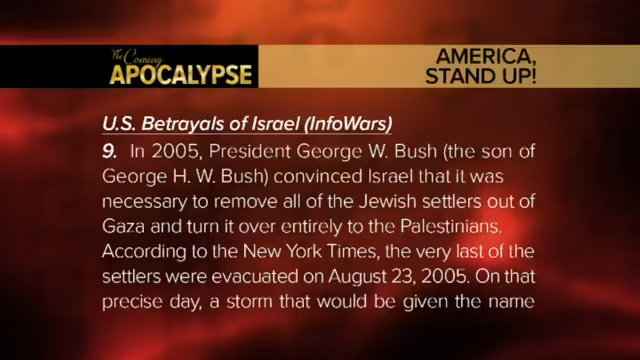 The Coming
APOCALYPSE
AMERICA,
STAND UP!
U.S. Betrayals of Israel (InfoWars)
9. In 2005, President George W. Bush (the son of
George H. W. Bush) convinced Israel that it was
necessary to remove all of the Jewish settlers out of
Gaza and turn it over entirely to the Palestinians.
According to the New York Times, the very last of the
settlers were evacuated on August 23, 2005. On that
precise day, a storm that would be given the name